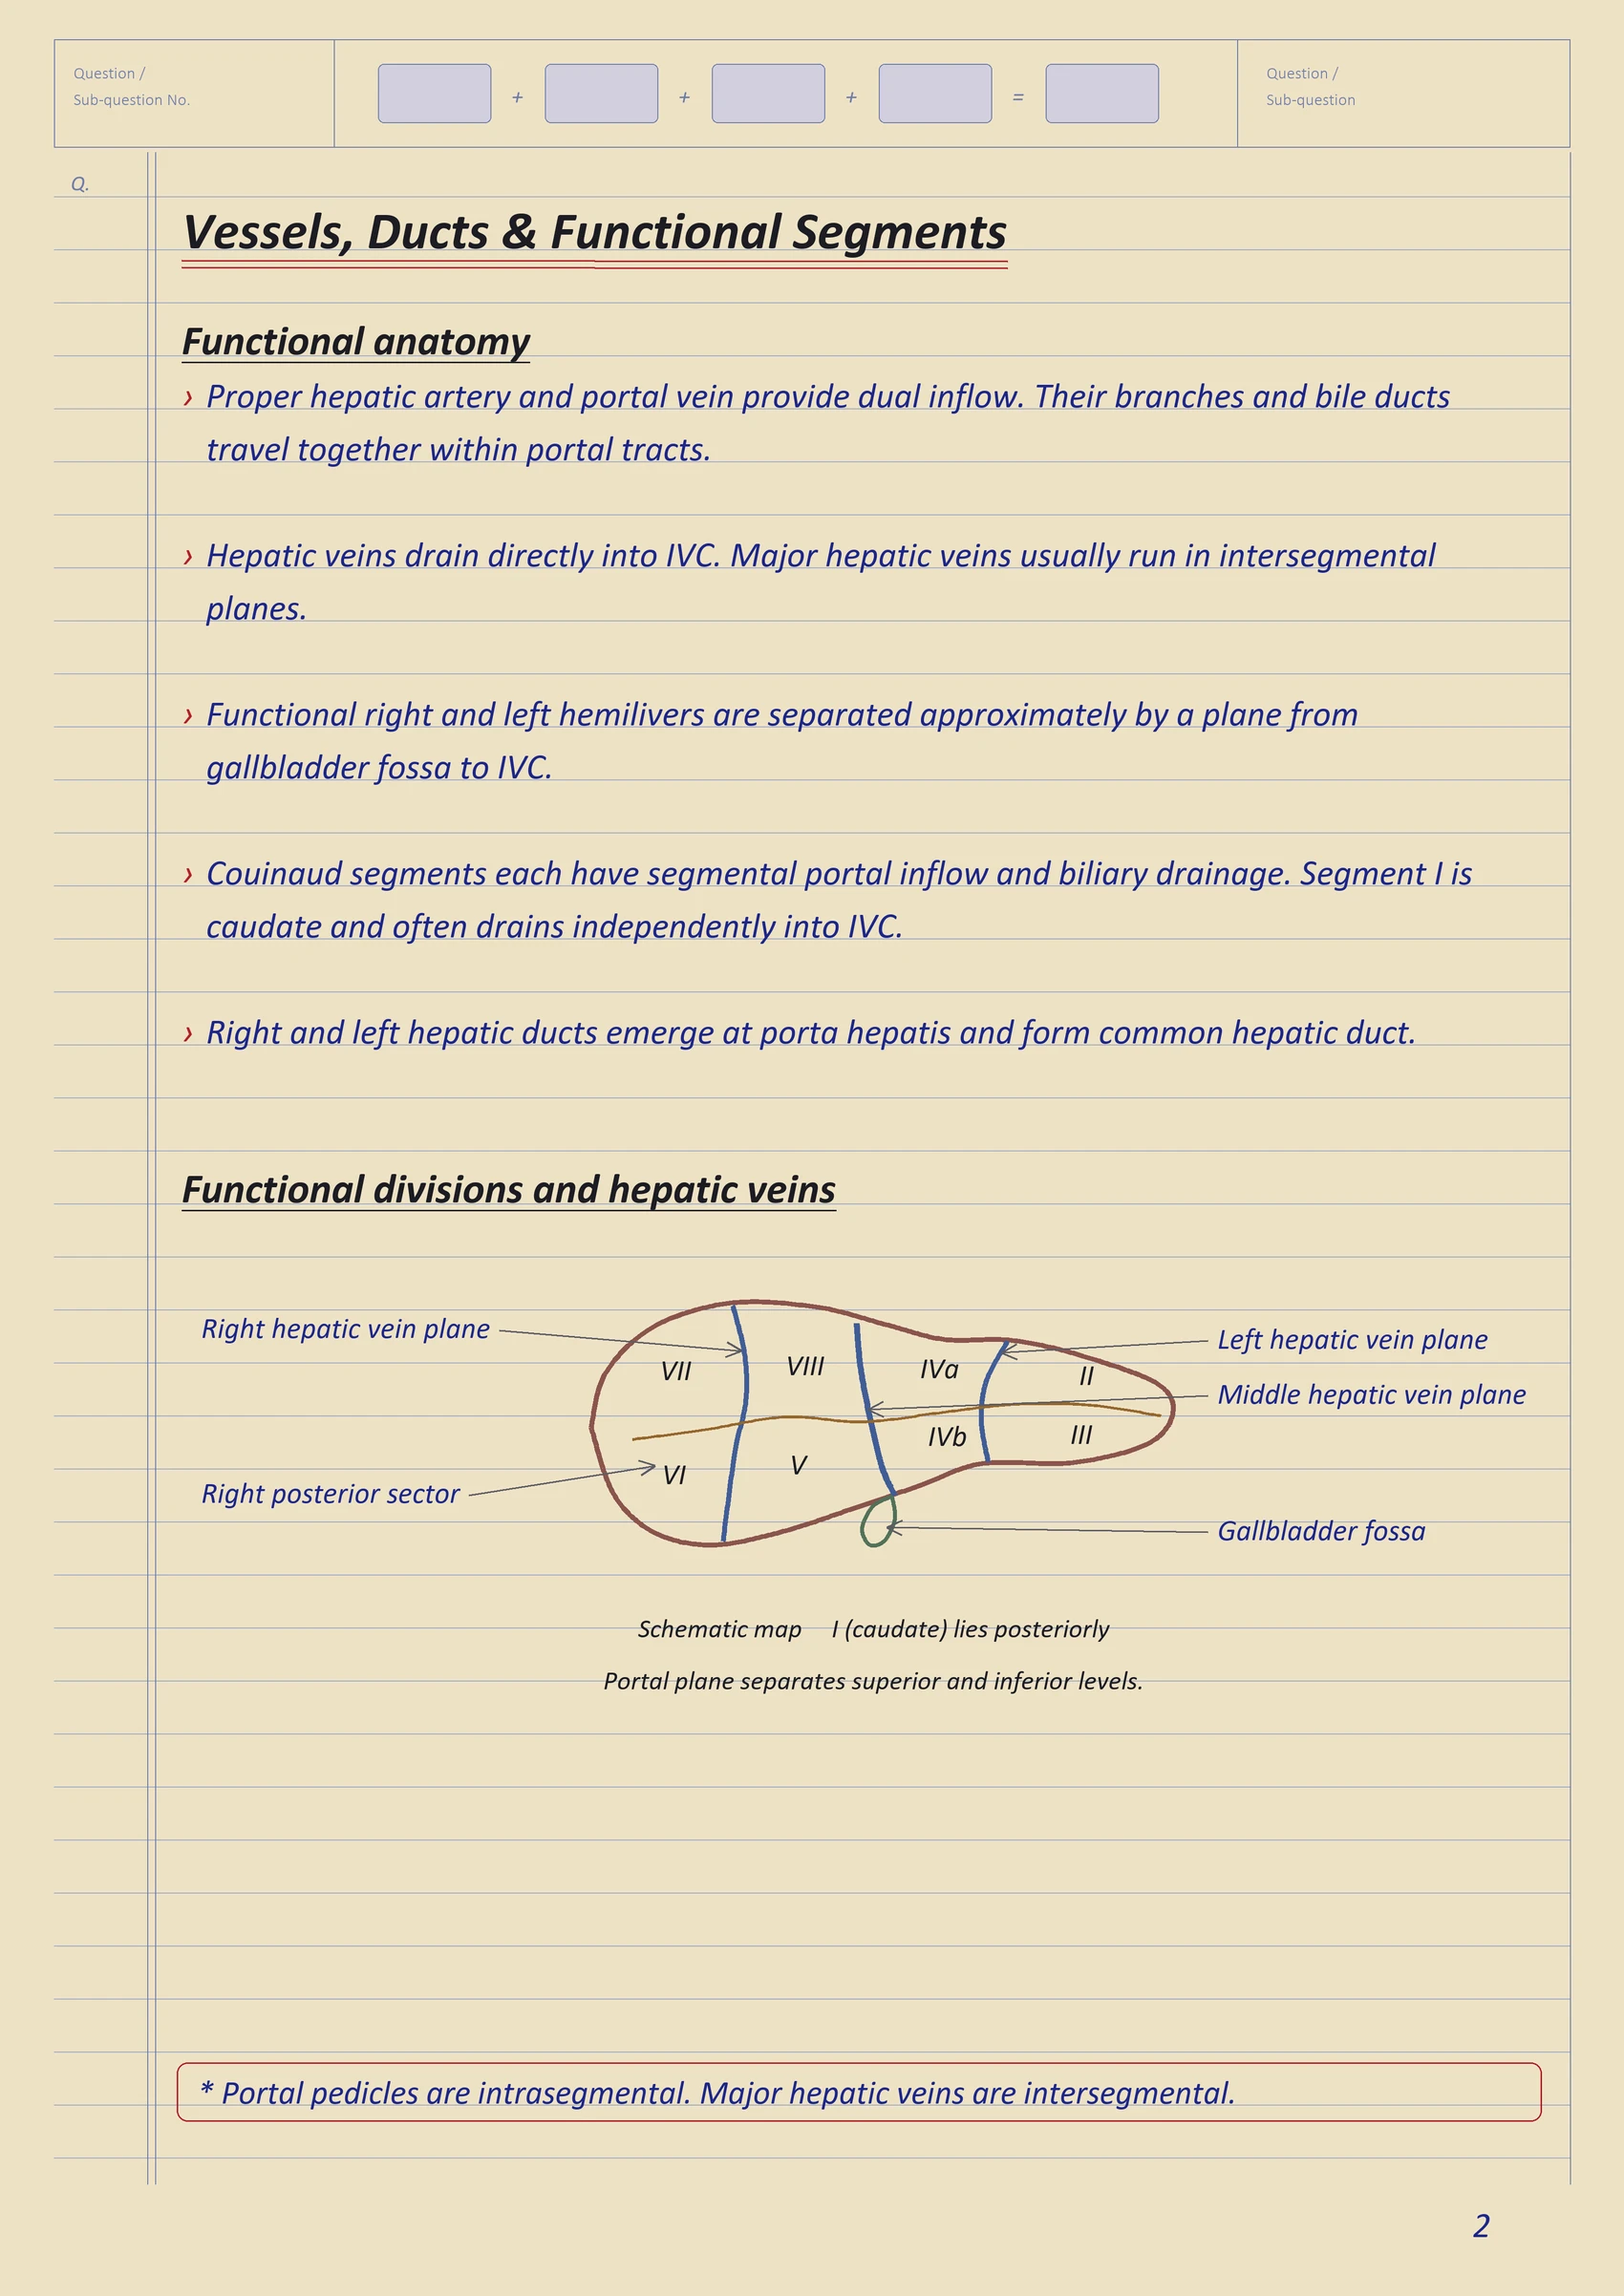 Question /
Sub-question No.
+ + + =
Question /
Sub-question
Q.
Vessels, Ducts & Functional Segments
Functional anatomy
› Proper hepatic artery and portal vein provide dual inflow. Their branches and bile ducts
travel together within portal tracts.
› Hepatic veins drain directly into IVC. Major hepatic veins usually run in intersegmental
planes.
› Functional right and left hemilivers are separated approximately by a plane from
gallbladder fossa to IVC.
› Couinaud segments each have segmental portal inflow and biliary drainage. Segment I is
caudate and often drains independently into IVC.
› Right and left hepatic ducts emerge at porta hepatis and form common hepatic duct.
Functional divisions and hepatic veins
Right hepatic vein plane
Left hepatic vein plane
VII VIII IVa II
Middle hepatic vein plane
VI V IVb III
Right posterior sector
Gallbladder fossa
Schematic map I (caudate) lies posteriorly
Portal plane separates superior and inferior levels.
* Portal pedicles are intrasegmental. Major hepatic veins are intersegmental.
2